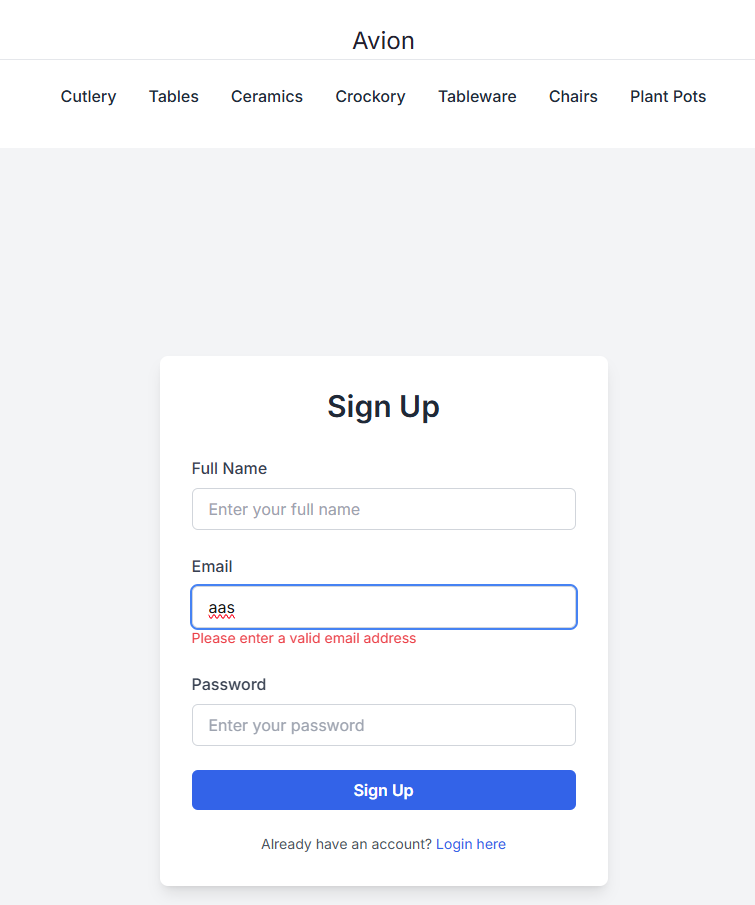 Avion
Cutlery Tables Ceramics Crockory Tableware Chairs Plant Pots
Sign Up
Full Name
Enter your full name
Email
aas
Please enter a valid email address
Password
Enter your password
Sign Up
Already have an account? Login here